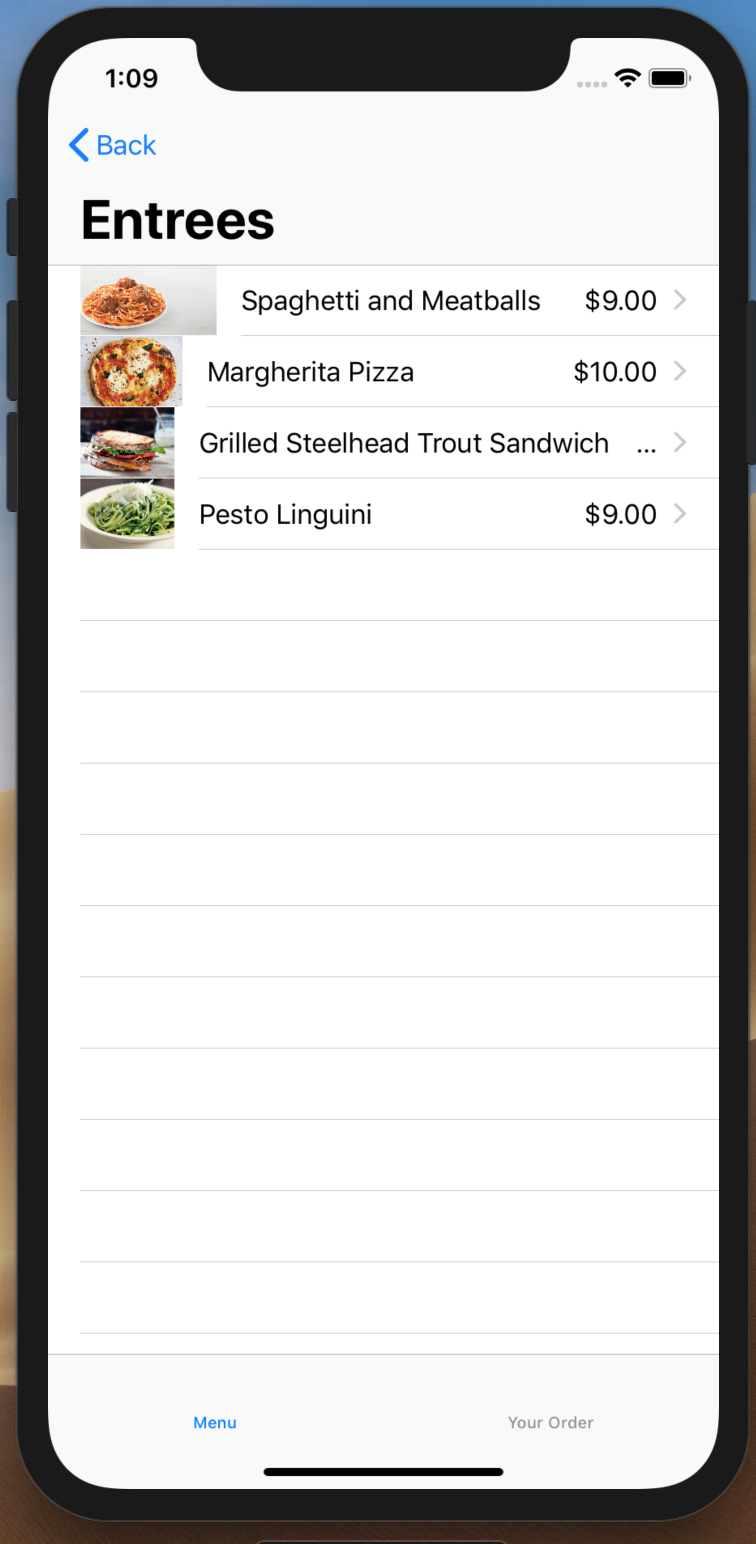 1:09
Back
Entrees
Spaghetti and Meatballs $9.00
Margherita Pizza $10.00
Grilled Steelhead Trout Sandwich ...
Pesto Linguini $9.00
Menu Your Order